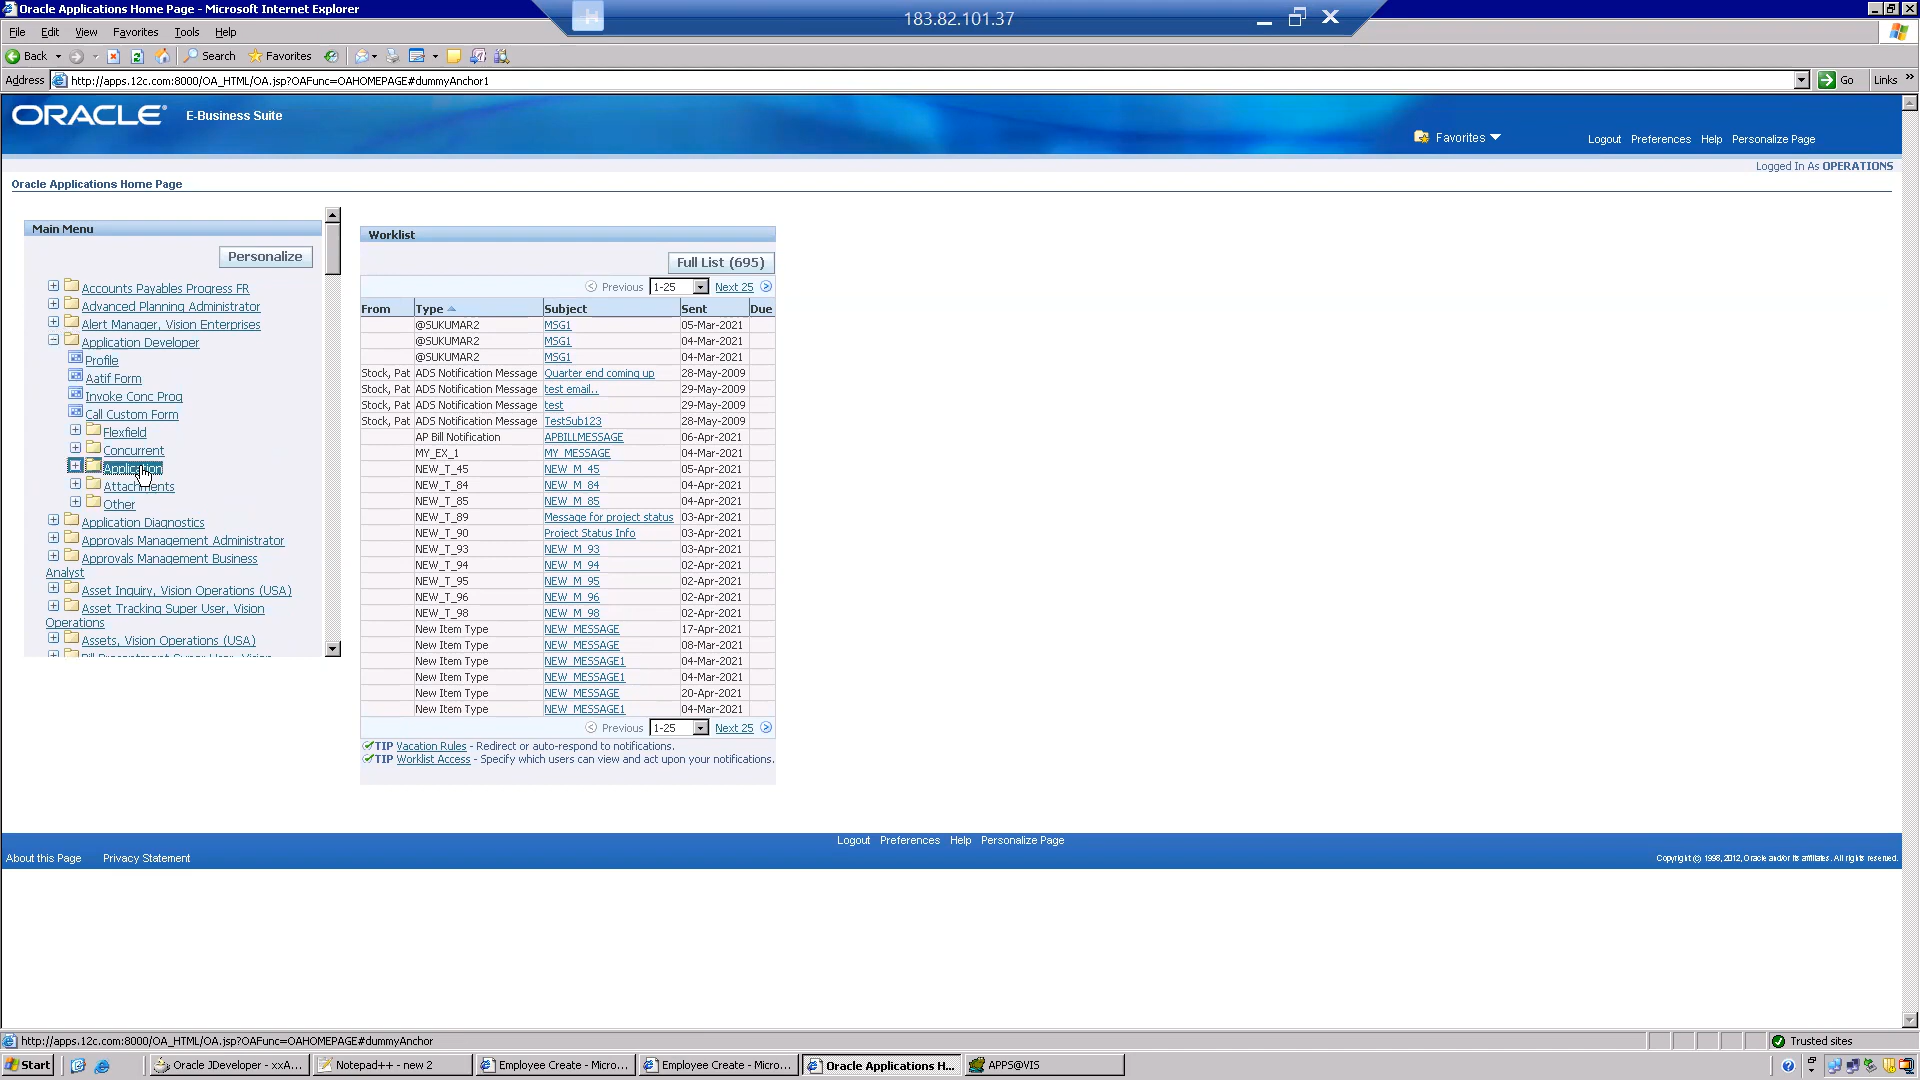 Oracle Applications Home Page - Microsoft Internet Explorer
183.82.101.37
File Edit View Favorites Tools Help
Back Search Favorites
Address http://apps.12c.com:8000/OA_HTML/OA.jsp?OAFunc=OAHOMEPAGE#dummyAnchor1 Go Links »
ORACLE® E-Business Suite
Favorites
Logout Preferences Help Personalize Page
Logged In As OPERATIONS
Oracle Applications Home Page
Main Menu
Personalize
Accounts Payables Progress FR
Advanced Planning Administrator
Alert Manager, Vision Enterprises
Application Developer
Profile
Aatif Form
Invoke Conc Prog
Call Custom Form
Flexfield
Concurrent
Application
Attachments
Other
Application Diagnostics
Approvals Management Administrator
Approvals Management Business
Analyst
Asset Inquiry, Vision Operations (USA)
Asset Tracking Super User, Vision
Operations
Assets, Vision Operations (USA)
Worklist
Full List (695)
Previous 1-25 Next 25
From Type Subject Sent Due
@SUKUMAR2 MSG1 05-Mar-2021
@SUKUMAR2 MSG1 04-Mar-2021
@SUKUMAR2 MSG1 04-Mar-2021
Stock, Pat ADS Notification Message Quarter end coming up 28-May-2009
Stock, Pat ADS Notification Message test email.. 29-May-2009
Stock, Pat ADS Notification Message test 29-May-2009
Stock, Pat ADS Notification Message TestSub123 28-May-2009
AP Bill Notification APBILLMESSAGE 06-Apr-2021
MY_EX_1 MY_MESSAGE 04-Mar-2021
NEW_T_45 NEW_M_45 04-Apr-2021
NEW_T_84 NEW_M_84 04-Apr-2021
NEW_T_85 NEW_M_85 04-Apr-2021
NEW_T_89 Message for project status 03-Apr-2021
NEW_T_90 Project Status Info 03-Apr-2021
NEW_T_93 NEW_M_93 03-Apr-2021
NEW_T_94 NEW_M_94 02-Apr-2021
NEW_T_95 NEW_M_95 02-Apr-2021
NEW_T_96 NEW_M_96 02-Apr-2021
NEW_T_98 NEW_M_98 02-Apr-2021
New Item Type NEW_MESSAGE 17-Apr-2021
New Item Type NEW_MESSAGE 08-Mar-2021
New Item Type NEW_MESSAGE1 04-Mar-2021
New Item Type NEW_MESSAGE1 04-Mar-2021
New Item Type NEW_MESSAGE 20-Apr-2021
New Item Type NEW_MESSAGE1 04-Mar-2021
Previous 1-25 Next 25
TIP Vacation Rules - Redirect or auto-respond to notifications.
TIP Worklist Access - Specify which users can view and act upon your notifications.
Logout Preferences Help Personalize Page
About this Page Privacy Statement
Copyright (c) 1998, 2012, Oracle and/or its affiliates. All rights reserved.
http://apps.12c.com:8000/OA_HTML/OA.jsp?OAFunc=OAHOMEPAGE#dummyAnchor
Trusted sites
Start Oracle JDeveloper - xxA... Notepad++ - new 2 Employee Create - Micro... Employee Create - Micro... Oracle Applications H... APPS@VIS